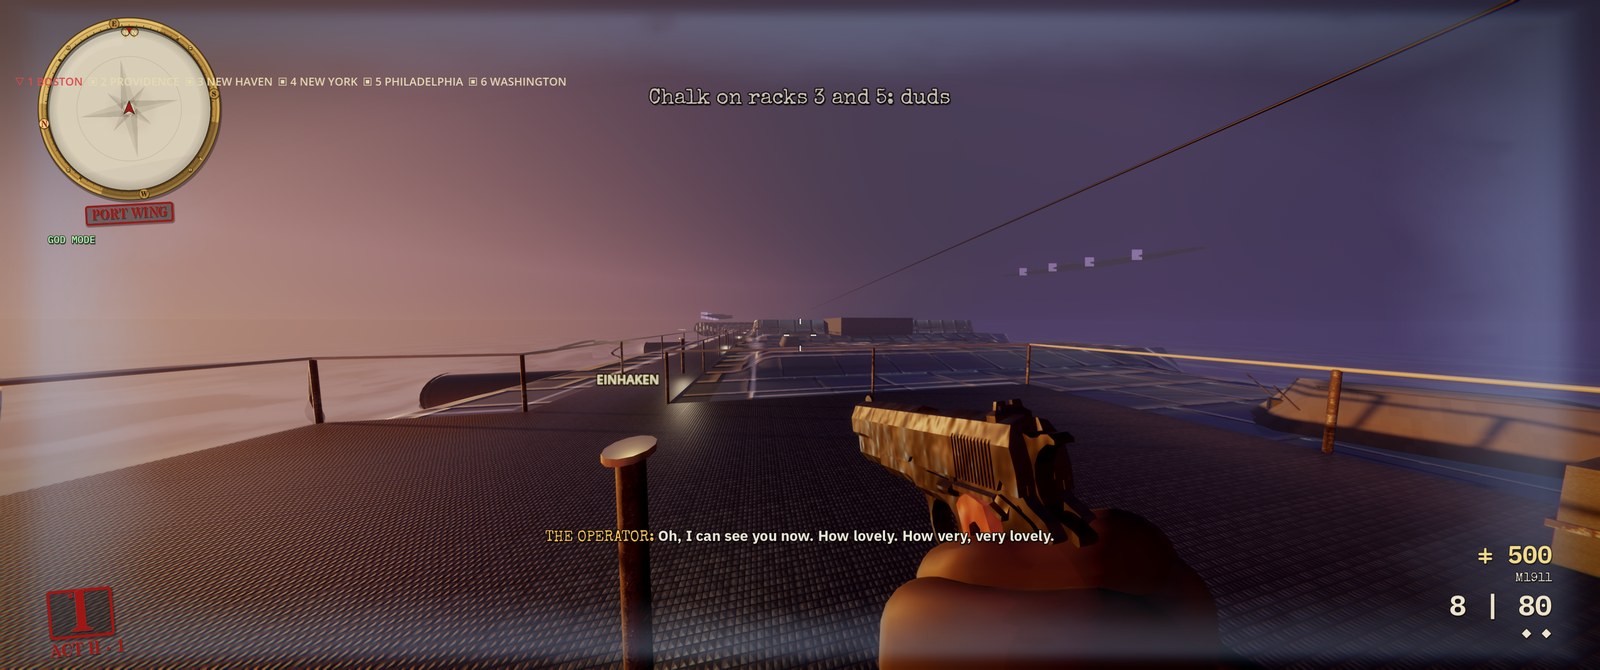 ▽ 1 BOSTON ▣ 2 PROVIDENCE ▣ 3 NEW HAVEN ▣ 4 NEW YORK ▣ 5 PHILADELPHIA ▣ 6 WASHINGTON
Chalk on racks 3 and 5: duds
E
S
N
W
PORT WING
GOD MODE
EINHAKEN
THE OPERATOR: Oh, I can see you now. How lovely. How very, very lovely.
500
M1911
8 | 80
I
ACT II · I